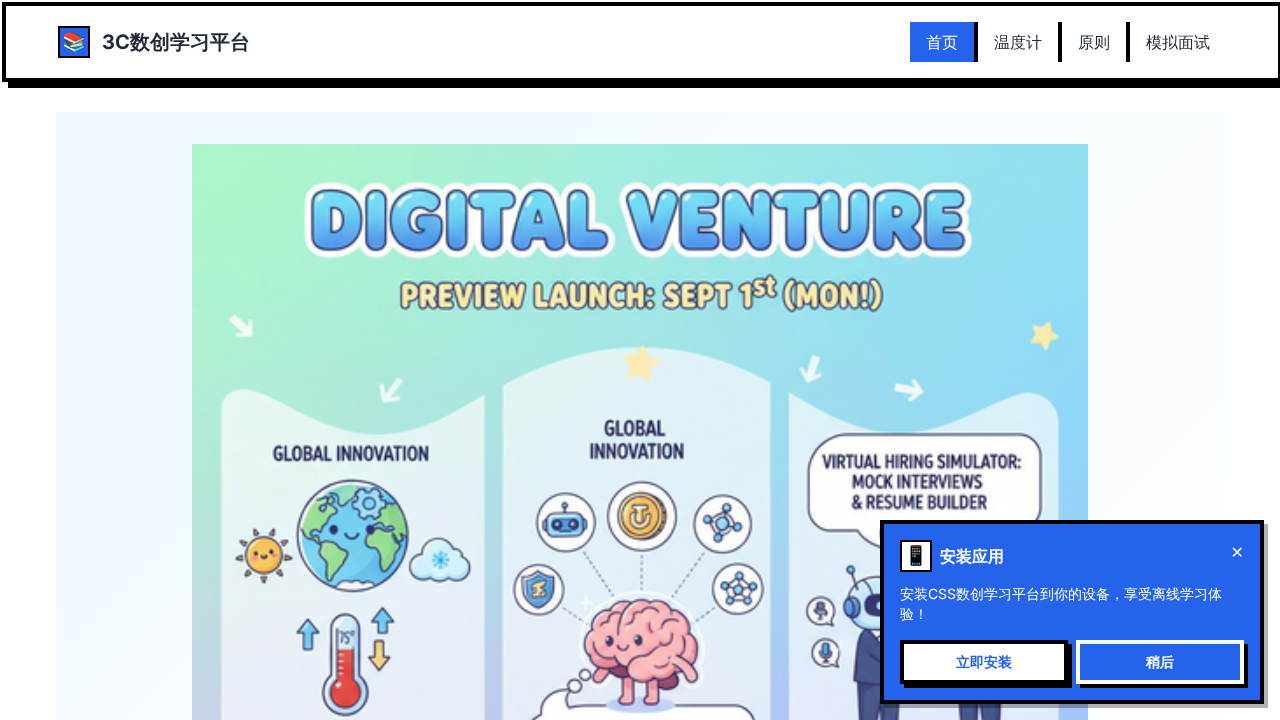 3C数创学习平台
首页
温度计
原则
模拟面试
DIGITAL VENTURE
PREVIEW LAUNCH: SEPT 1st (MON!)
GLOBAL INNOVATION
75°
GLOBAL
INNOVATION
VIRTUAL HIRING SIMULATOR:
MOCK INTERVIEWS
& RESUME BUILDER
安装应用
×
安装CSS数创学习平台到你的设备，享受离线学习体
验！
立即安装
稍后